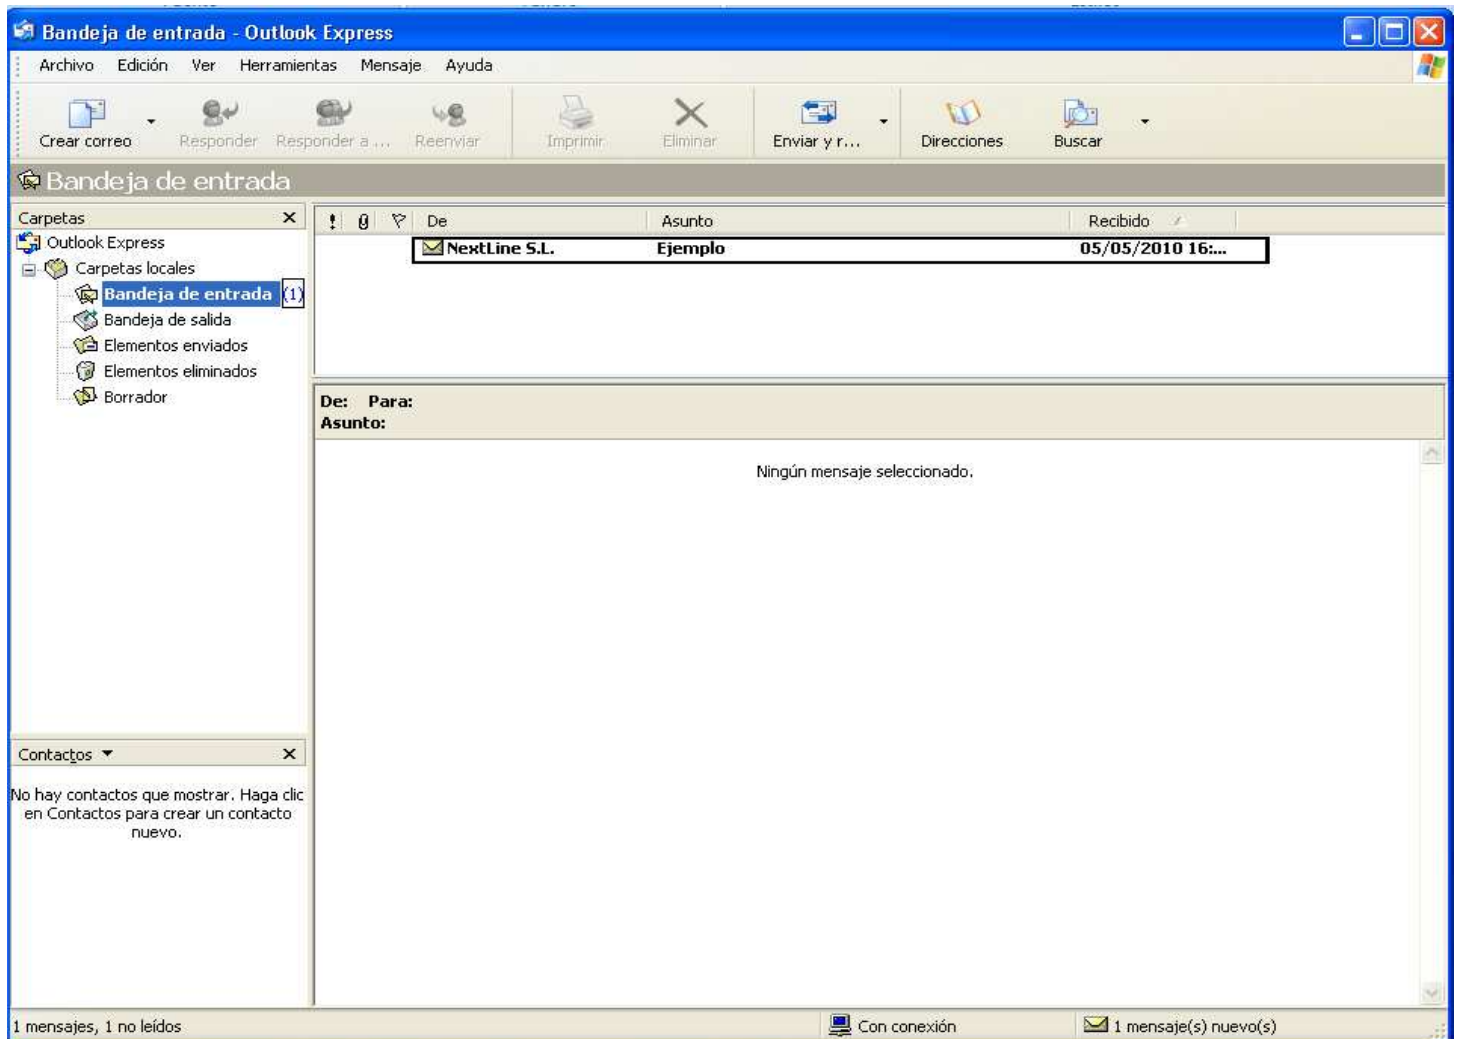 Bandeja de entrada - Outlook Express
Archivo Edición Ver Herramientas Mensaje Ayuda
Crear correo Responder Responder a ... Reenviar Imprimir Eliminar Enviar y r... Direcciones Buscar
Bandeja de entrada
Carpetas
Outlook Express
Carpetas locales
Bandeja de entrada (1)
Bandeja de salida
Elementos enviados
Elementos eliminados
Borrador
! De Asunto Recibido
NextLine S.L. Ejemplo 05/05/2010 16:...
De: Para:
Asunto:
Ningún mensaje seleccionado.
Contactos
No hay contactos que mostrar. Haga clic
en Contactos para crear un contacto
nuevo.
1 mensajes, 1 no leídos Con conexión 1 mensaje(s) nuevo(s)